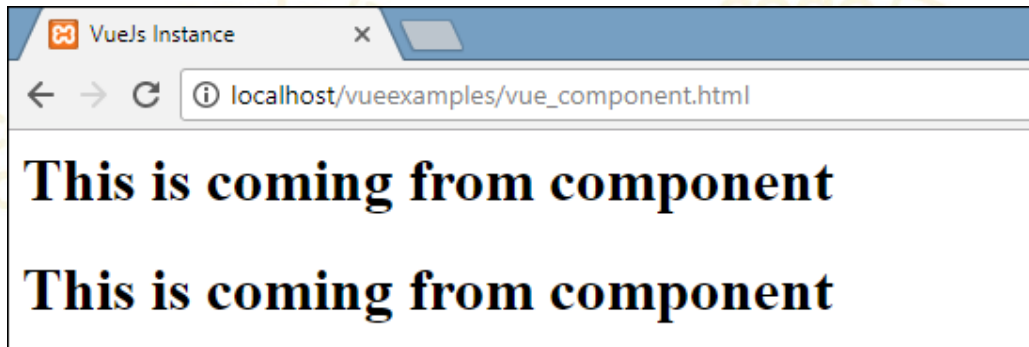 VueJs Instance
localhost/vueexamples/vue_component.html
This is coming from component
This is coming from component